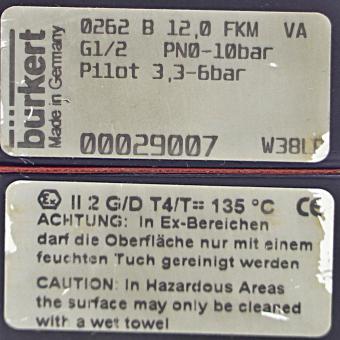 bürkert
Made in Germany
0262 B 12,0 FKM VA
G1/2 PN0-10bar
Pilot 3,3-6bar
00029007 W38LP
Ex II 2 G/D T4/T= 135 °C CE
ACHTUNG: In Ex-Bereichen
darf die Oberfläche nur mit einem
feuchten Tuch gereinigt werden
CAUTION: In Hazardous Areas
the surface may only be cleaned
with a wet towel